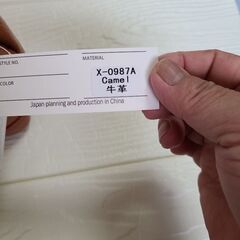 STYLE NO.
MATERIAL
X-0987A
Camel
牛革
COLOR
Japan planning and production in China